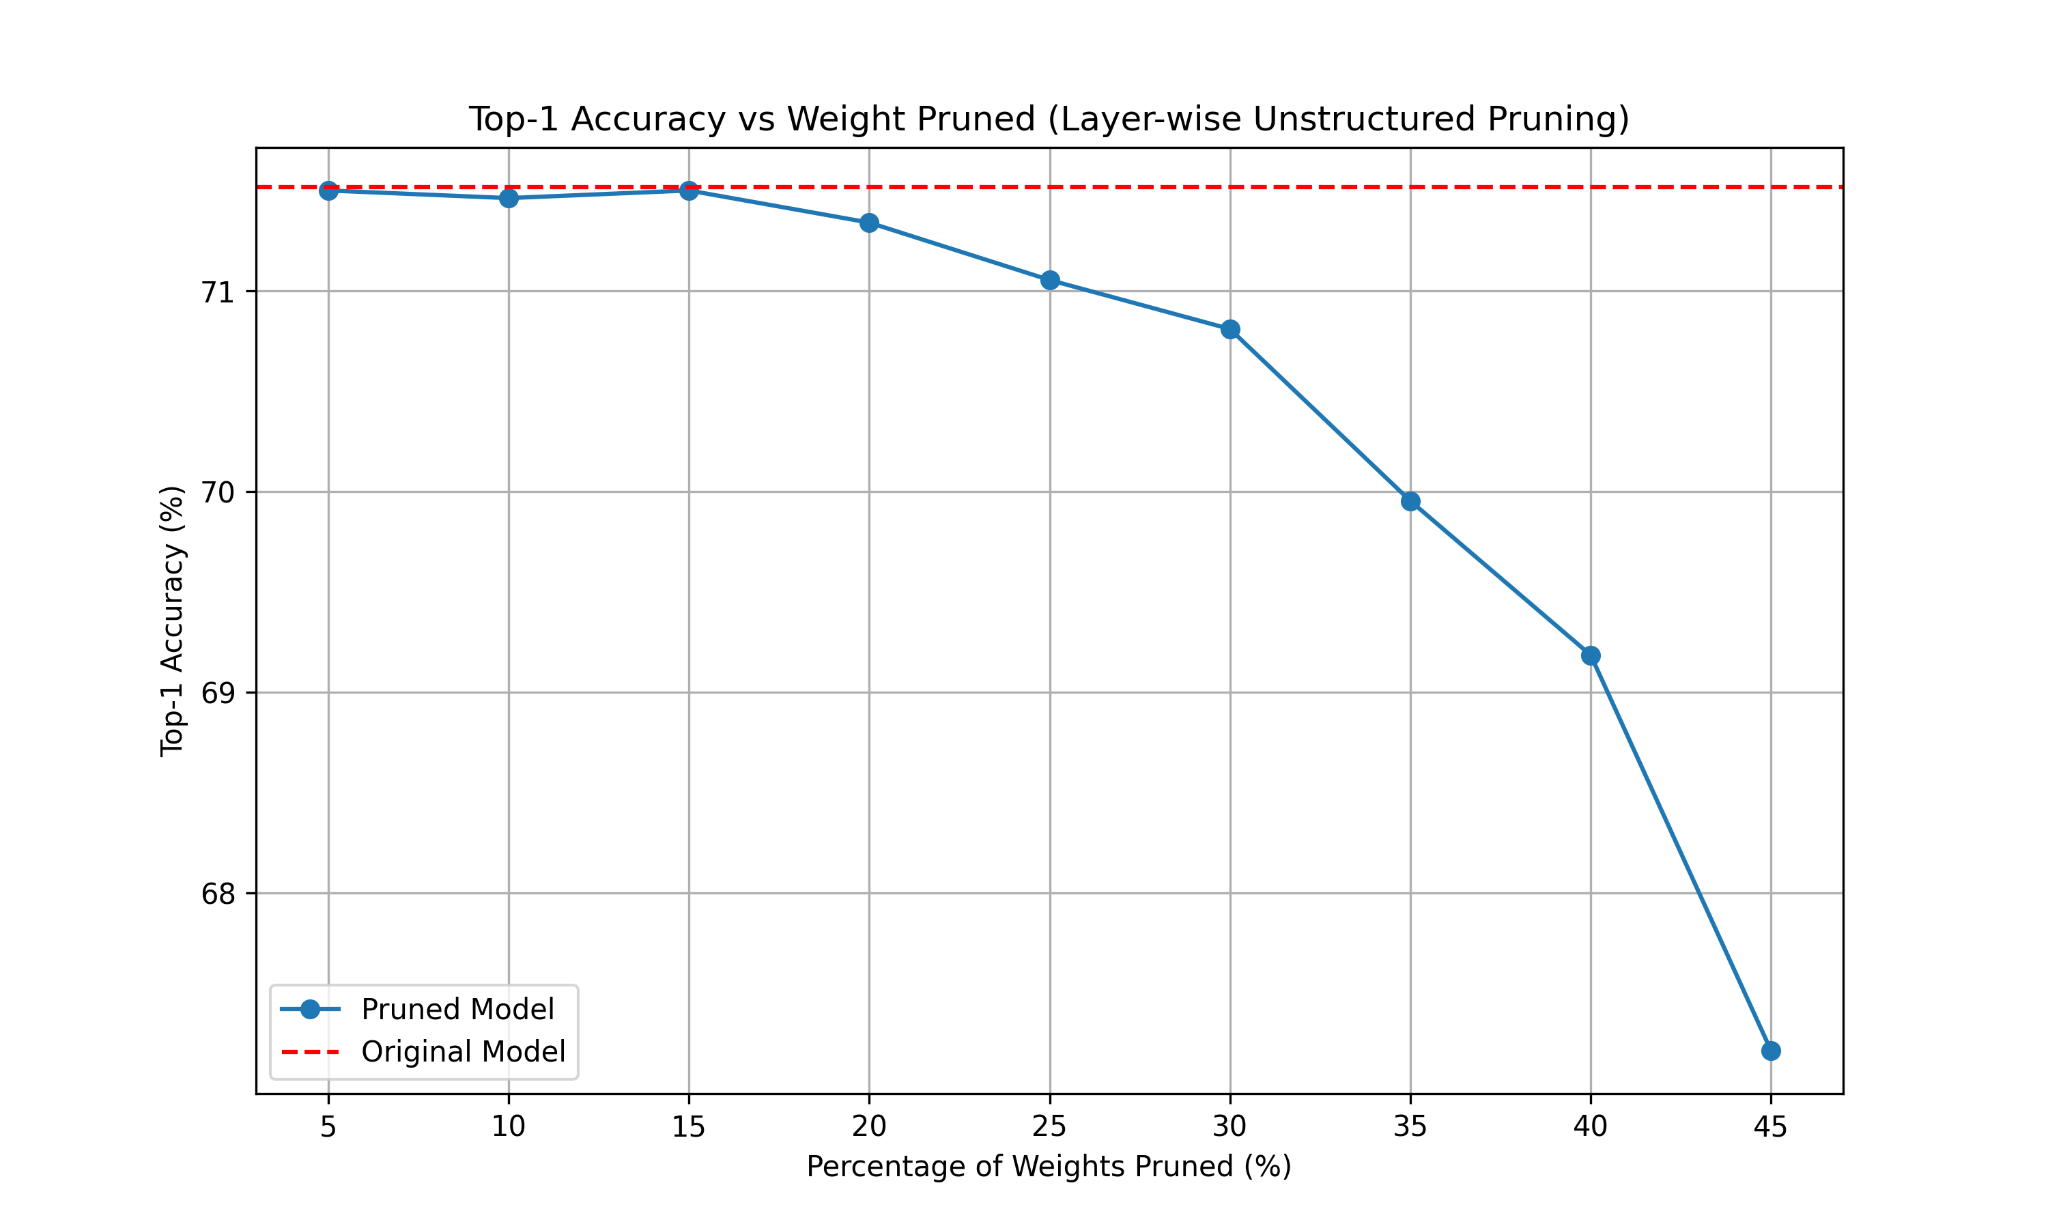 Top-1 Accuracy vs Weight Pruned (Layer-wise Unstructured Pruning)
71
70
69
68
Top-1 Accuracy (%)
Pruned Model
Original Model
5 10 15 20 25 30 35 40 45
Percentage of Weights Pruned (%)